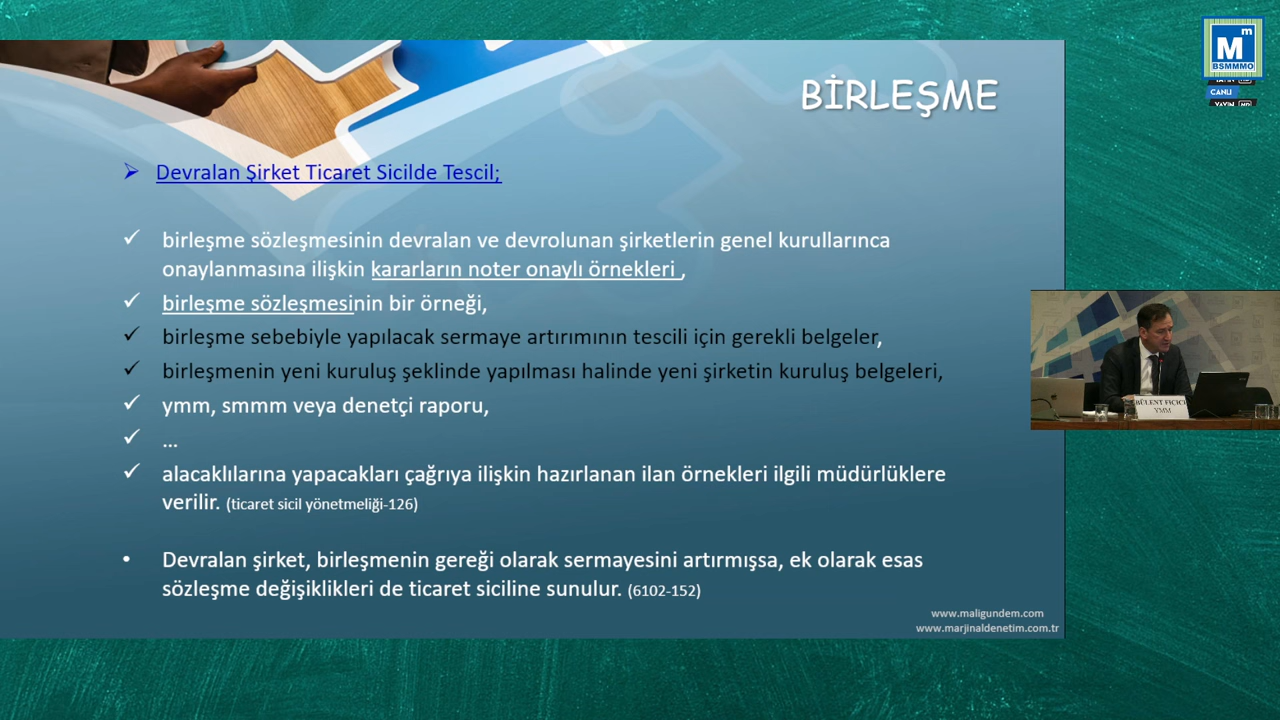 M m
BSMMMO
YAYIN HD
CANLI
YAYIN HD
BİRLEŞME
Devralan Şirket Ticaret Sicilde Tescil;
birleşme sözleşmesinin devralan ve devrolunan şirketlerin genel kurullarınca
onaylanmasına ilişkin kararların noter onaylı örnekleri ,
birleşme sözleşmesinin bir örneği,
birleşme sebebiyle yapılacak sermaye artırımının tescili için gerekli belgeler,
birleşmenin yeni kuruluş şeklinde yapılması halinde yeni şirketin kuruluş belgeleri,
ymm, smmm veya denetçi raporu,
...
alacaklılarına yapacakları çağrıya ilişkin hazırlanan ilan örnekleri ilgili müdürlüklere
verilir. (ticaret sicil yönetmeliği-126)
Devralan şirket, birleşmenin gereği olarak sermayesini artırmışsa, ek olarak esas
sözleşme değişiklikleri de ticaret siciline sunulur. (6102-152)
www.maligundem.com
www.marjinaldenetim.com.tr
BÜLENT FICICI
YMM